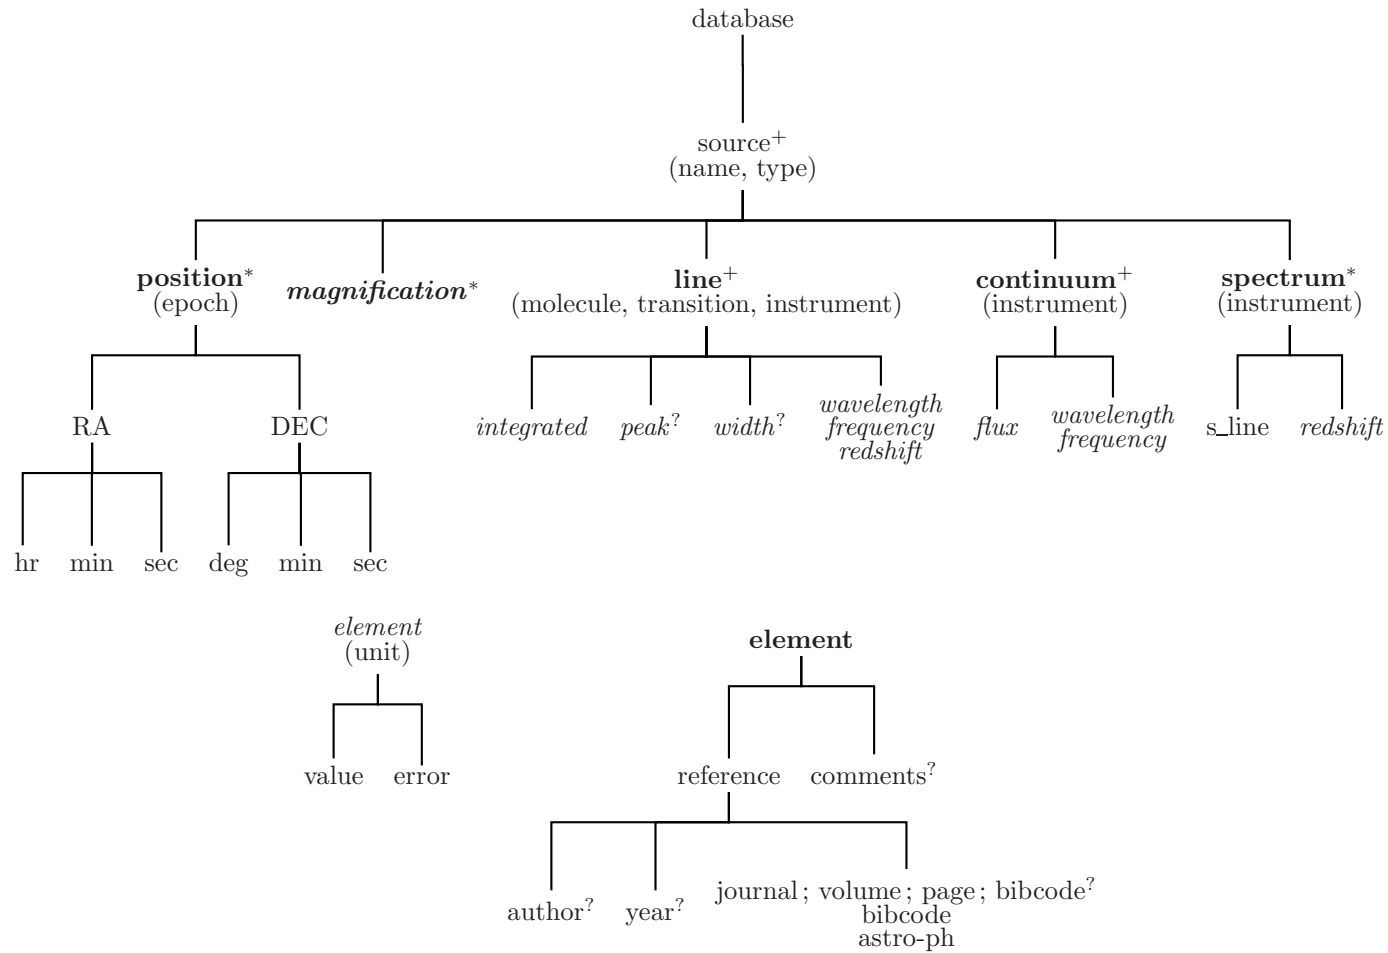 database
source+
(name, type)
position*
(epoch)
magnification*
line+
(molecule, transition, instrument)
continuum+
(instrument)
spectrum*
(instrument)
RA
DEC
integrated
peak?
width?
wavelength
frequency
redshift
flux
wavelength
frequency
s_line
redshift
hr
min
sec
deg
min
sec
element
(unit)
value
error
element
reference
comments?
author?
year?
journal; volume; page; bibcode?
bibcode
astro-ph